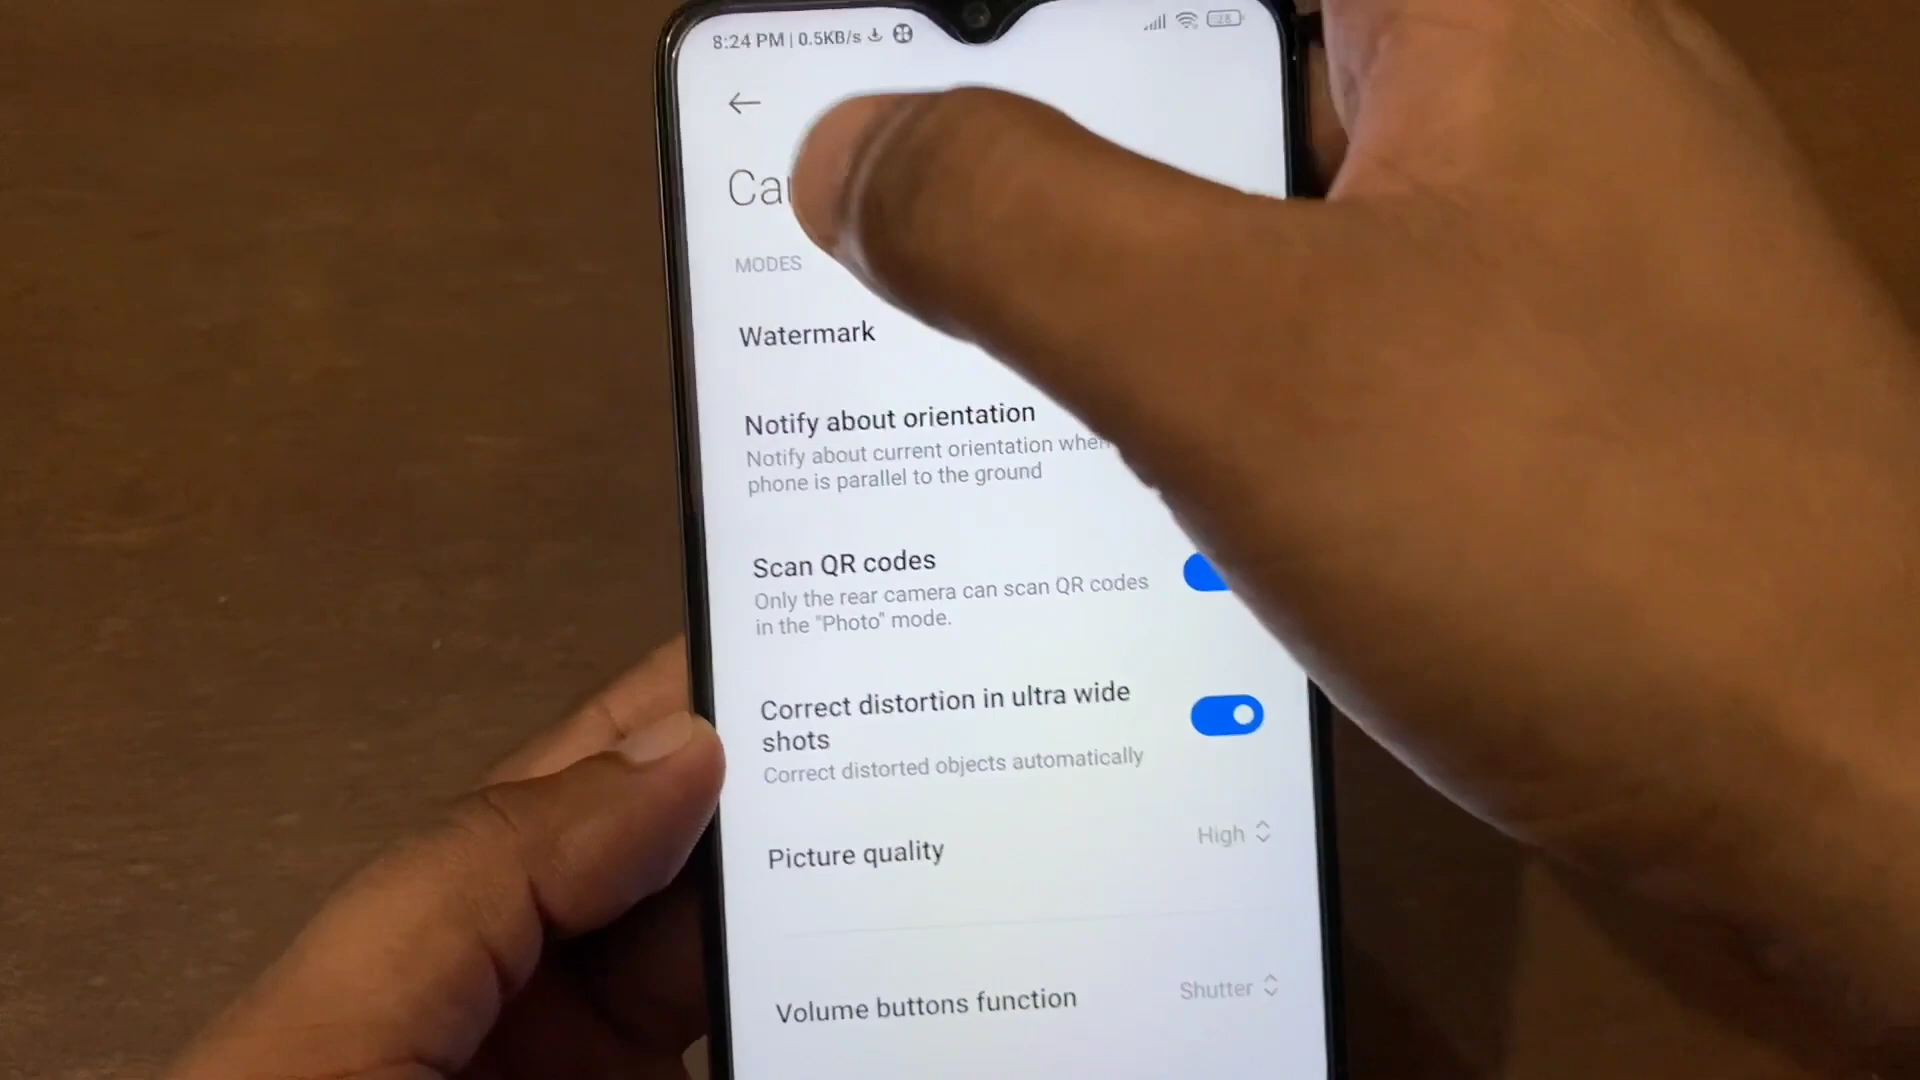 8:24 PM | 0.5KB/s
28
MODES
Watermark
Notify about orientation
Notify about current orientation when
phone is parallel to the ground
Scan QR codes
Only the rear camera can scan QR codes
in the "Photo" mode.
Correct distortion in ultra wide
shots
Correct distorted objects automatically
Picture quality
High
Volume buttons function
Shutter